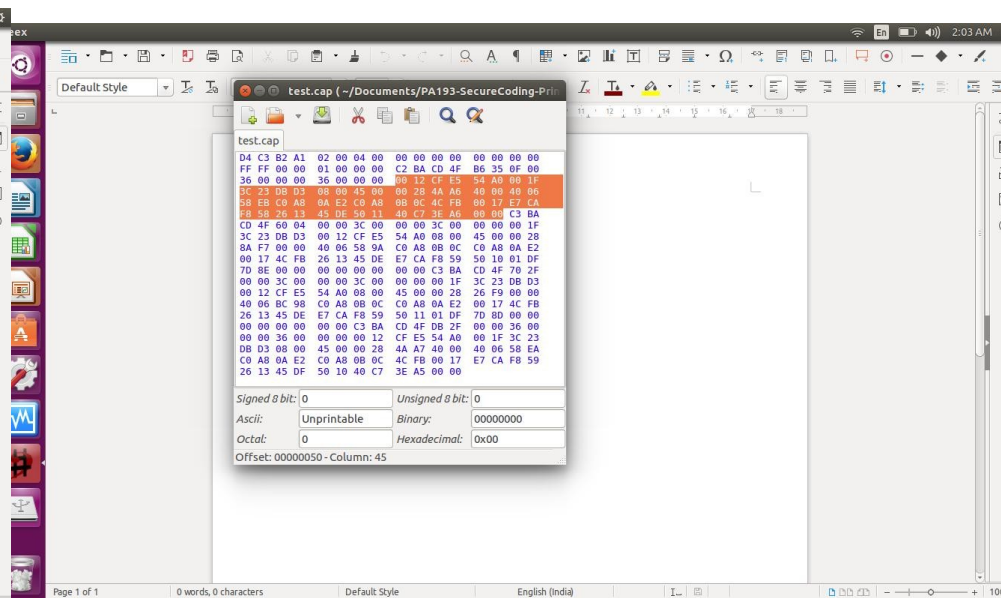 eex
En
2:03 AM
Default Style
test.cap (~/Documents/PA193-SecureCoding-Prin
11 12 13 14 15 16 17 18
test.cap
D4 C3 B2 A1 02 00 04 00 00 00 00 00 00 00 00 00
FF FF 00 00 01 00 00 00 C2 BA CD 4F B6 35 0F 00
36 00 00 00 36 00 00 00 00 12 CF E5 54 A0 00 1F
3C 23 DB D3 08 00 45 00 00 28 4A A6 40 00 40 06
58 EB C0 A8 0A E2 C0 A8 0B 0C 4C FB 00 17 E7 CA
F8 58 26 13 45 DE 50 11 40 C7 3E A6 00 00 C3 BA
CD 4F 60 04 00 00 3C 00 00 00 3C 00 00 00 00 1F
3C 23 DB D3 00 12 CF E5 54 A0 08 00 45 00 00 28
8A F7 00 00 40 06 58 9A C0 A8 0B 0C C0 A8 0A E2
00 17 4C FB 26 13 45 DE E7 CA F8 59 50 10 01 DF
7D 8E 00 00 00 00 00 00 00 00 C3 BA CD 4F 70 2F
00 00 3C 00 00 00 3C 00 00 00 00 1F 3C 23 DB D3
00 12 CF E5 54 A0 08 00 45 00 00 28 26 F9 00 00
40 06 BC 98 C0 A8 0B 0C C0 A8 0A E2 00 17 4C FB
26 13 45 DE E7 CA F8 59 50 11 01 DF 7D 8D 00 00
00 00 00 00 00 00 C3 BA CD 4F DB 2F 00 00 36 00
00 00 36 00 00 00 00 12 CF E5 54 A0 00 1F 3C 23
DB D3 08 00 45 00 00 28 4A A7 40 00 40 06 58 EA
C0 A8 0A E2 C0 A8 0B 0C 4C FB 00 17 E7 CA F8 59
26 13 45 DF 50 10 40 C7 3E A5 00 00
Signed 8 bit: 0 Unsigned 8 bit: 0
Ascii: Unprintable Binary: 00000000
Octal: 0 Hexadecimal: 0x00
Offset: 00000050 - Column: 45
Page 1 of 1 0 words, 0 characters Default Style English (India) 10